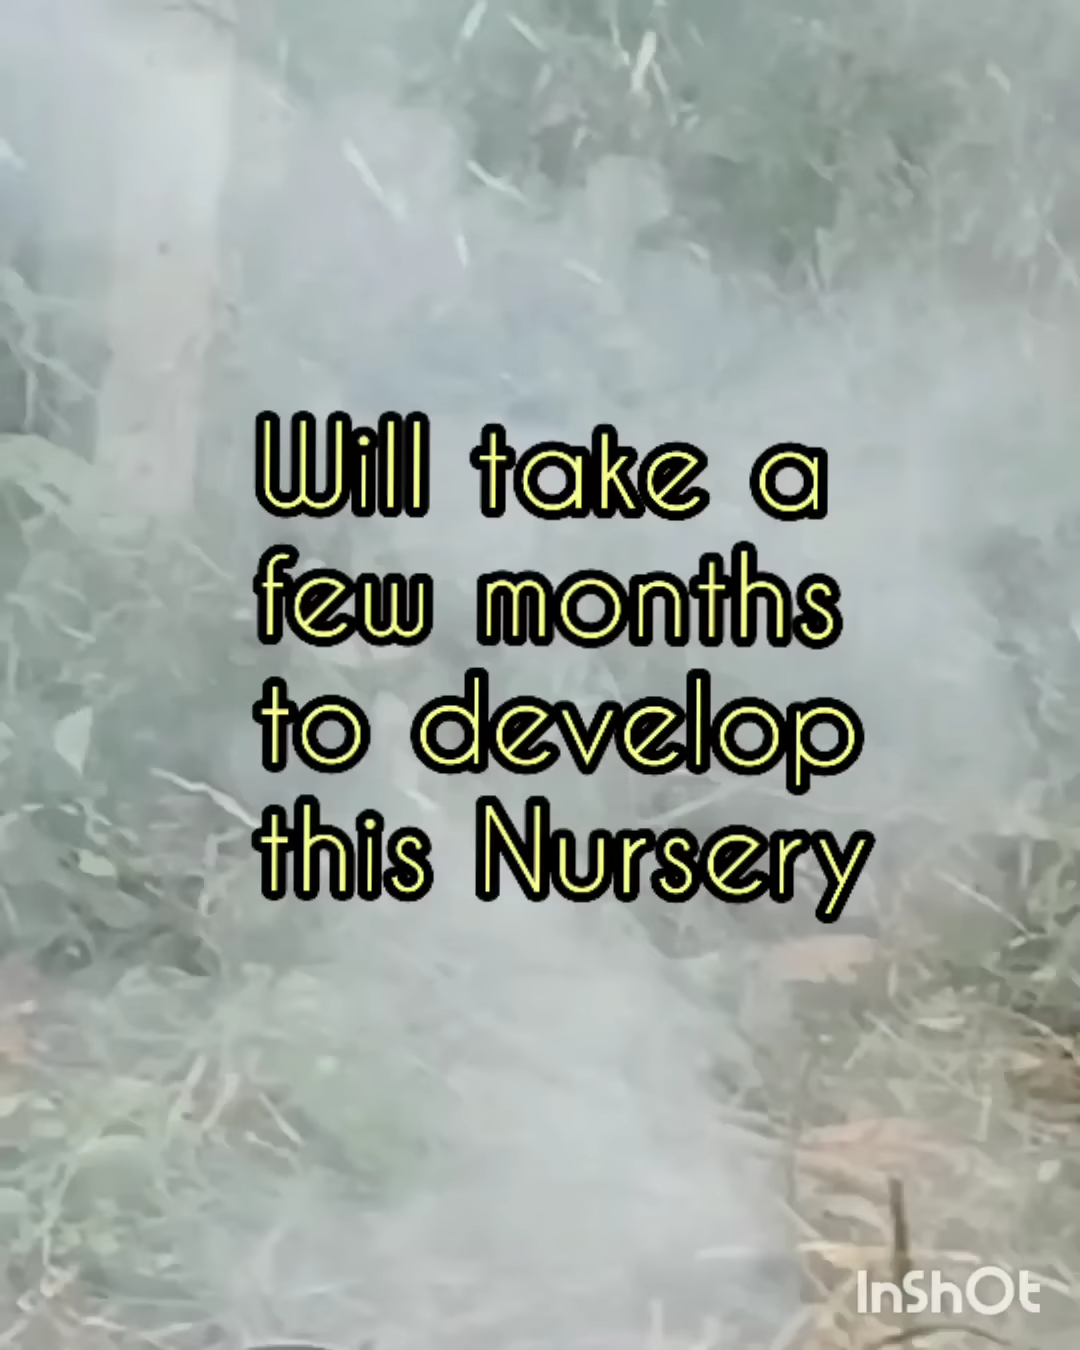 Will take a
few months
to develop
this Nursery
InShOt